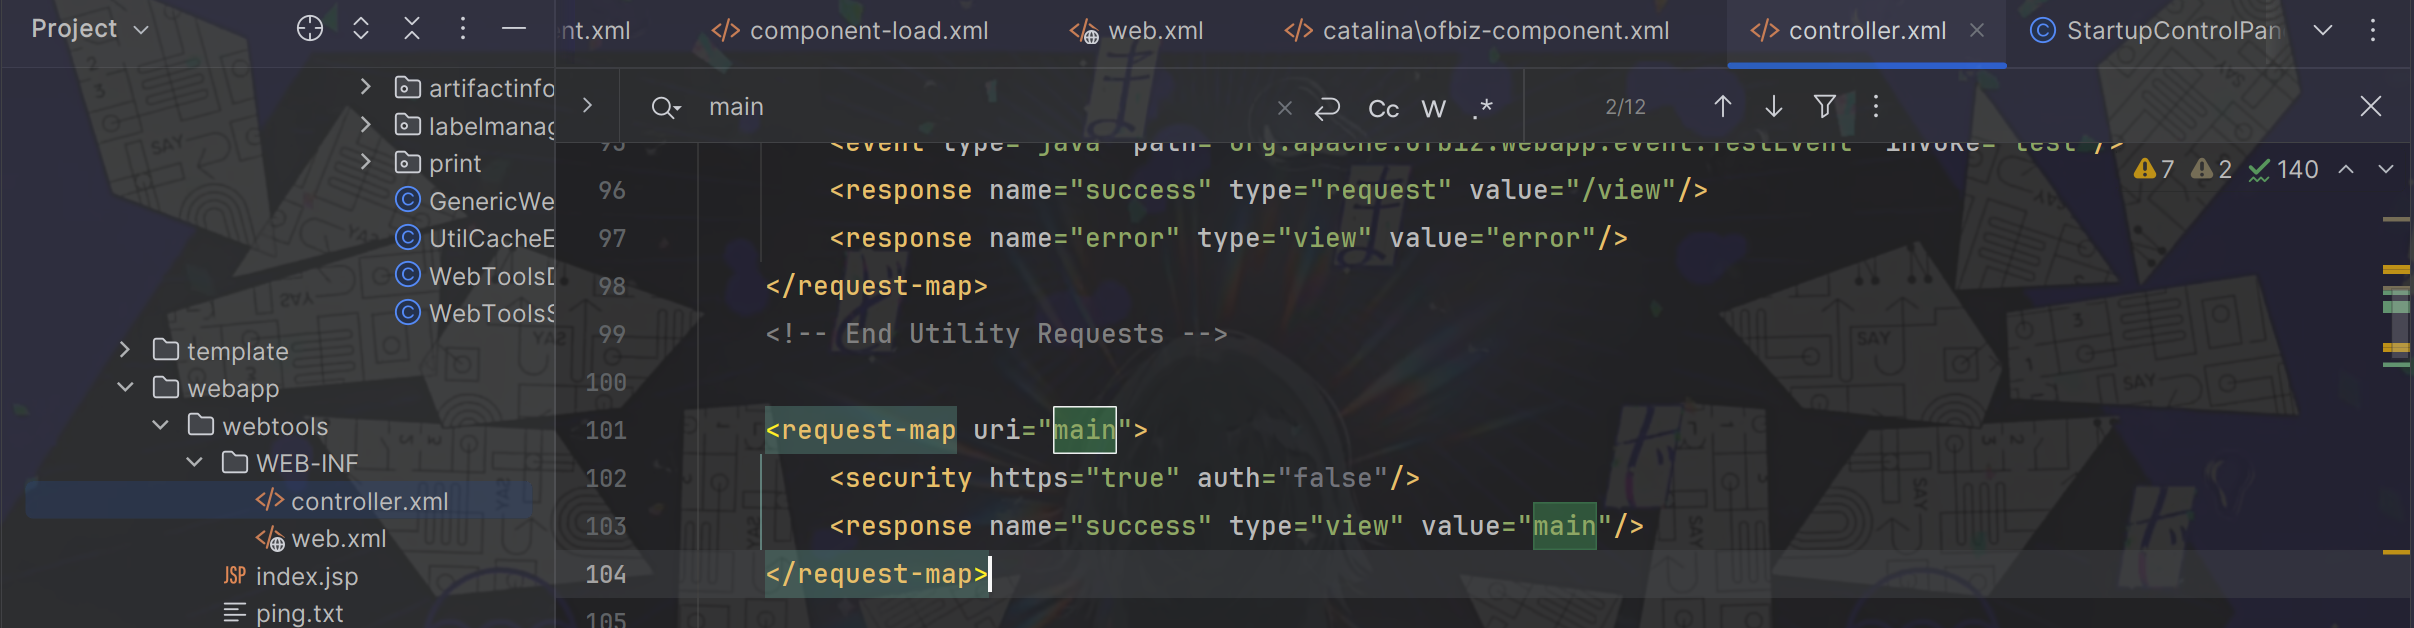 Project
nt.xml
component-load.xml
web.xml
catalina\ofbiz-component.xml
controller.xml
StartupControlPan
main
Cc
W
.*
2/12
7
2
140
artifactinfo
labelmanag
print
GenericWe
UtilCacheE
WebToolsD
WebToolsS
template
webapp
webtools
WEB-INF
controller.xml
web.xml
JSP index.jsp
ping.txt
95 <event type="java" path="org.apache.ofbiz.webapp.event.TestEvent" invoke="test"/>
96 <response name="success" type="request" value="/view"/>
97 <response name="error" type="view" value="error"/>
98 </request-map>
99 <!-- End Utility Requests -->
100
101 <request-map uri="main">
102 <security https="true" auth="false"/>
103 <response name="success" type="view" value="main"/>
104 </request-map>
105